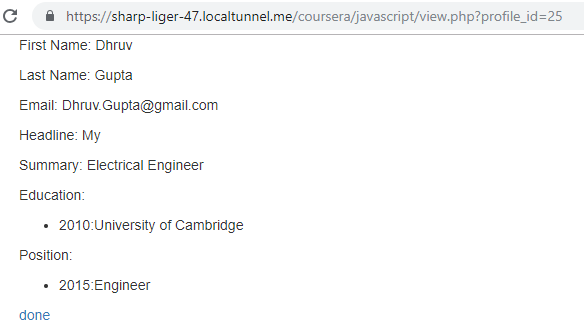 https://sharp-liger-47.localtunnel.me/coursera/javascript/view.php?profile_id=25
First Name: Dhruv
Last Name: Gupta
Email: Dhruv.Gupta@gmail.com
Headline: My
Summary: Electrical Engineer
Education:
• 2010:University of Cambridge
Position:
• 2015:Engineer
done